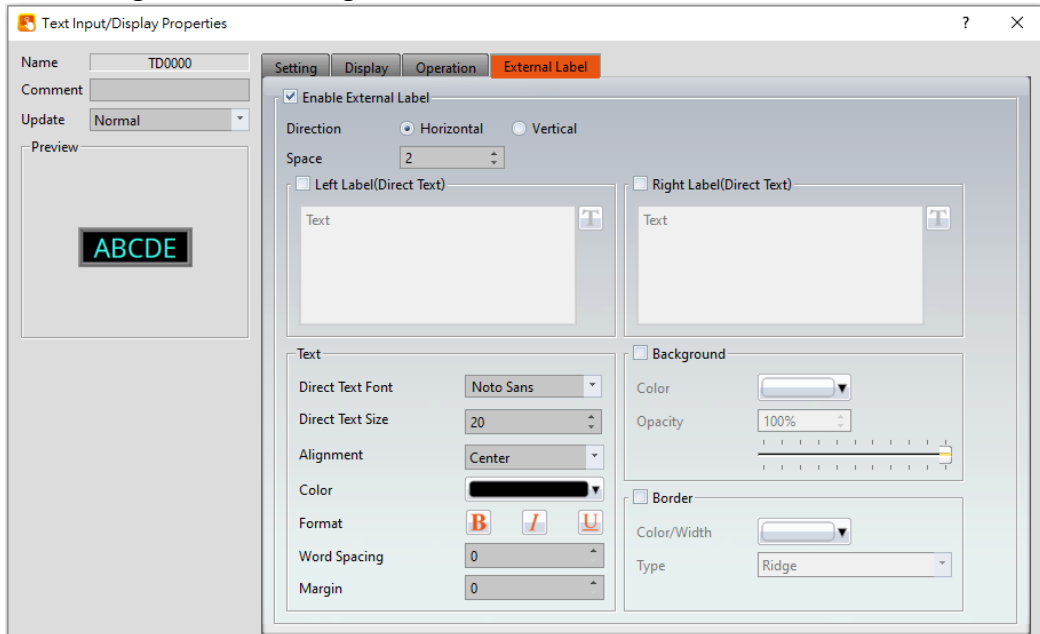 Text Input/Display Properties ? ×
Name TD0000
Comment
Update Normal
Preview
ABCDE
Setting Display Operation External Label
Enable External Label
Direction Horizontal Vertical
Space 2
Left Label(Direct Text)
Text T
Right Label(Direct Text)
Text T
Text
Direct Text Font Noto Sans
Direct Text Size 20
Alignment Center
Color
Format B I U
Word Spacing 0
Margin 0
Background
Color
Opacity 100%
Border
Color/Width
Type Ridge